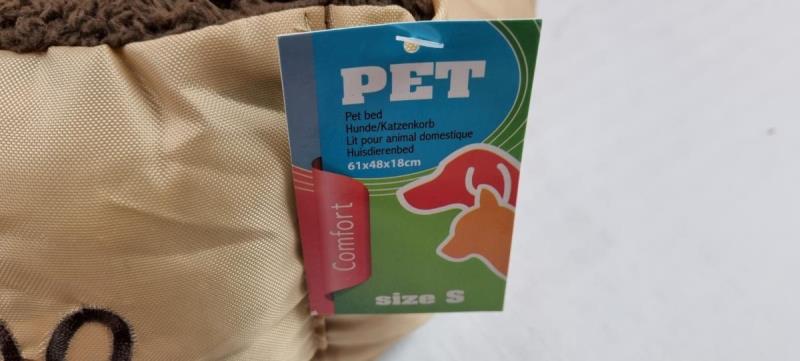 PET
Pet bed
Hunde/Katzenkorb
Lit pour animal domestique
Huisdierenbed
61x48x18cm
Comfort
size S